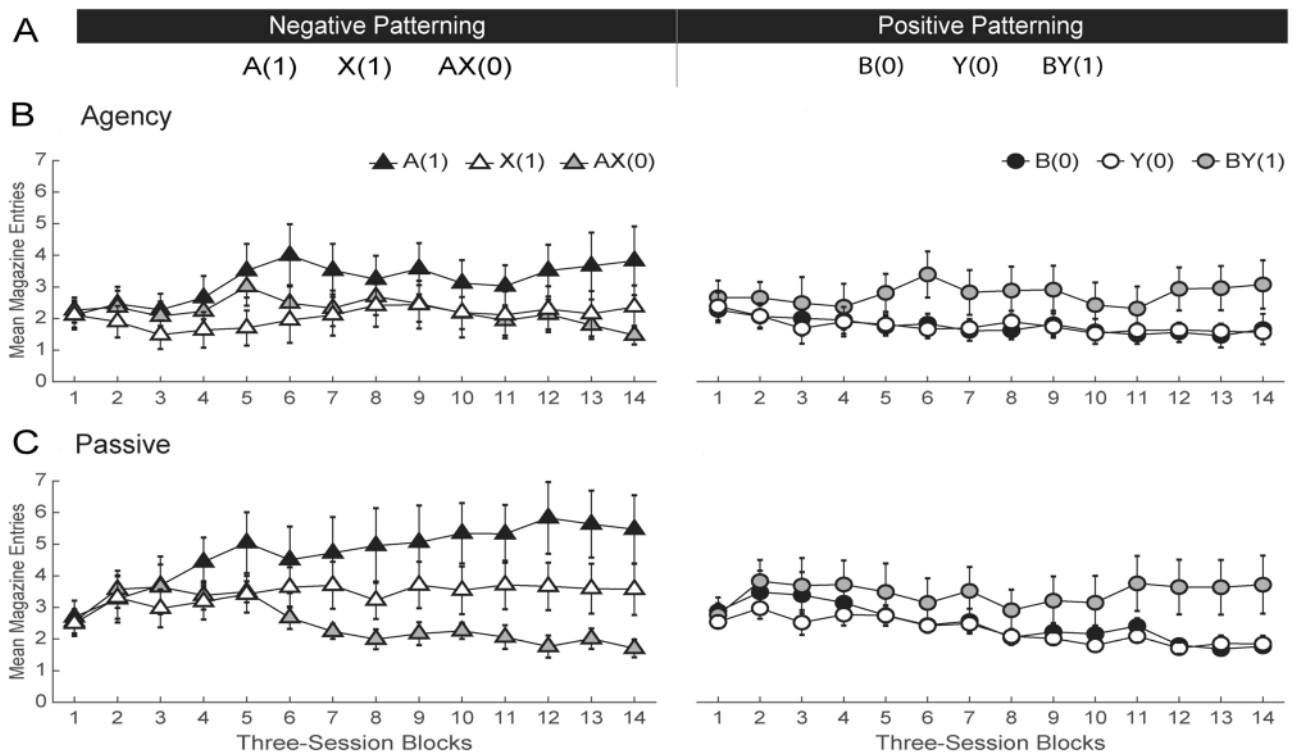 A
Negative Patterning
Positive Patterning
A(1) X(1) AX(0)
B(0) Y(0) BY(1)
B Agency
A(1) X(1) AX(0)
B(0) Y(0) BY(1)
Mean Magazine Entries
7
6
5
4
3
2
1
0
1 2 3 4 5 6 7 8 9 10 11 12 13 14
1 2 3 4 5 6 7 8 9 10 11 12 13 14
C Passive
Mean Magazine Entries
7
6
5
4
3
2
1
0
1 2 3 4 5 6 7 8 9 10 11 12 13 14
1 2 3 4 5 6 7 8 9 10 11 12 13 14
Three-Session Blocks
Three-Session Blocks